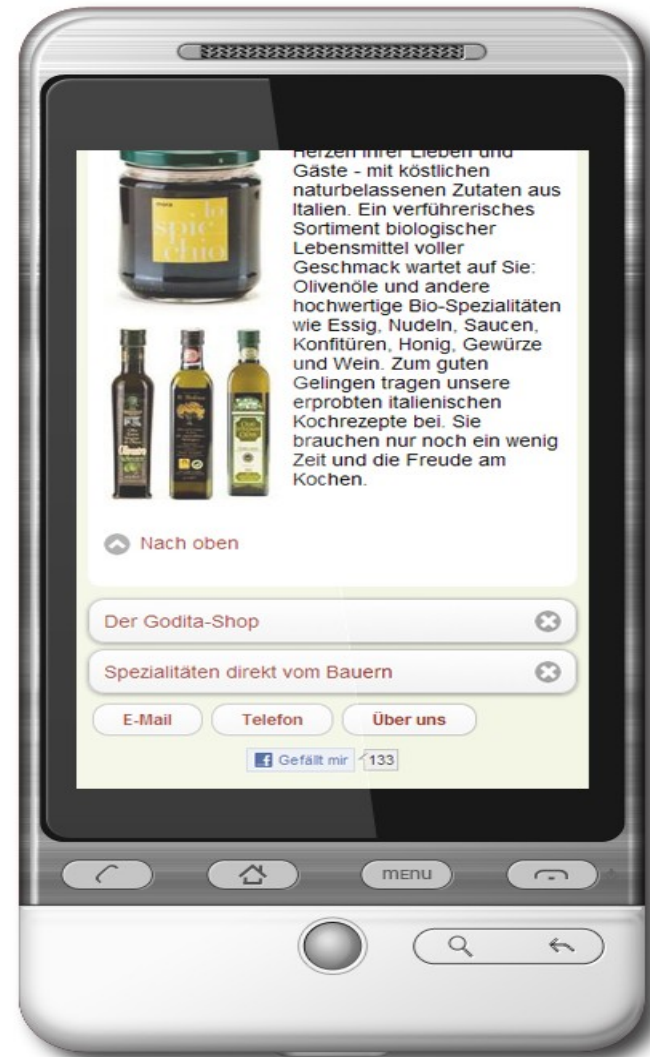 Herzen Ihrer Lieben und
Gäste - mit köstlichen
naturbelassenen Zutaten aus
Italien. Ein verführerisches
Sortiment biologischer
Lebensmittel voller
Geschmack wartet auf Sie:
Olivenöle und andere
hochwertige Bio-Spezialitäten
wie Essig, Nudeln, Saucen,
Konfitüren, Honig, Gewürze
und Wein. Zum guten
Gelingen tragen unsere
erprobten italienischen
Kochrezepte bei. Sie
brauchen nur noch ein wenig
Zeit und die Freude am
Kochen.
lo
spic
chio
Nach oben
Der Godita-Shop
Spezialitäten direkt vom Bauern
E-Mail Telefon Über uns
Gefällt mir 133
menu